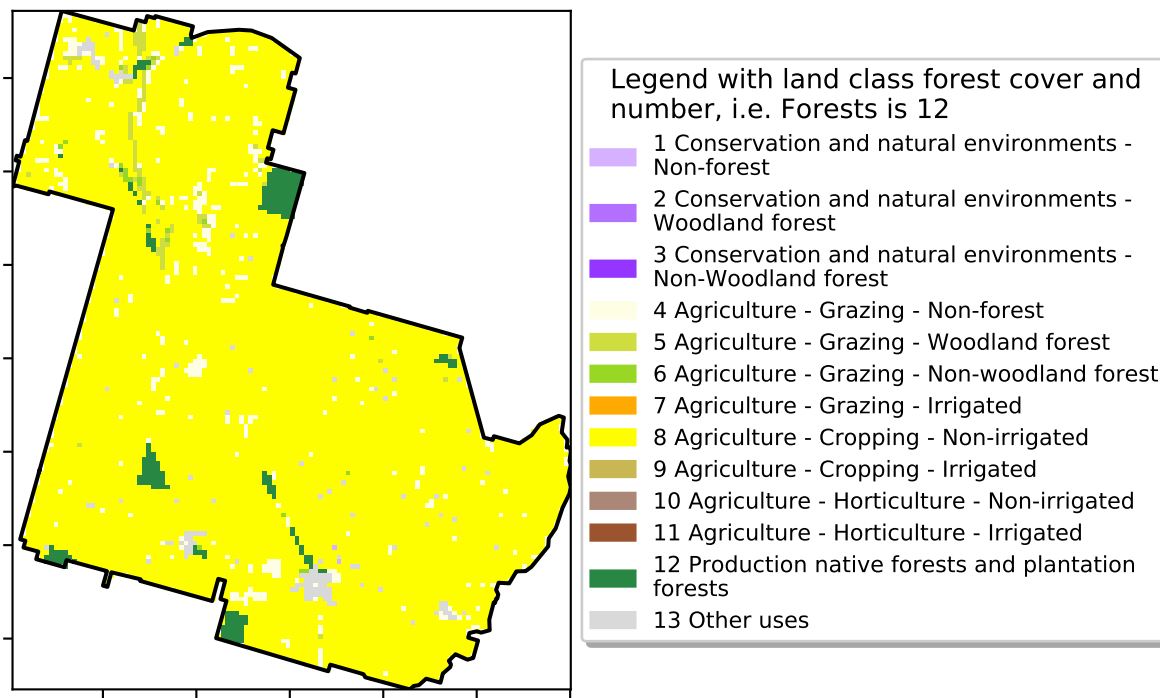 Legend with land class forest cover and
number, i.e. Forests is 12
1 Conservation and natural environments -
Non-forest
2 Conservation and natural environments -
Woodland forest
3 Conservation and natural environments -
Non-Woodland forest
4 Agriculture - Grazing - Non-forest
5 Agriculture - Grazing - Woodland forest
6 Agriculture - Grazing - Non-woodland forest
7 Agriculture - Grazing - Irrigated
8 Agriculture - Cropping - Non-irrigated
9 Agriculture - Cropping - Irrigated
10 Agriculture - Horticulture - Non-irrigated
11 Agriculture - Horticulture - Irrigated
12 Production native forests and plantation
forests
13 Other uses